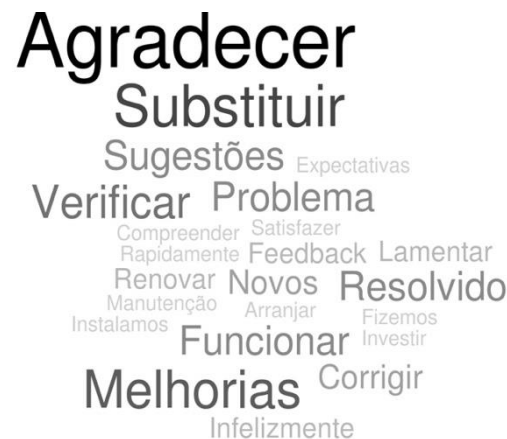 Agradecer
Substituir
Sugestões Expectativas
Verificar Problema
Compreender Satisfazer
Rapidamente Feedback Lamentar
Renovar Novos Resolvido
Manutenção Arranjar Fizemos
Instalamos Funcionar Investir
Melhorias Corrigir
Infelizmente